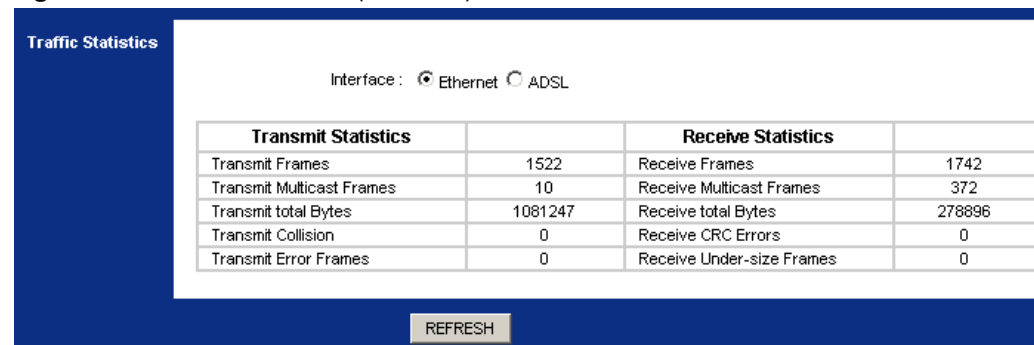 Traffic Statistics
Interface : Ethernet ADSL
Transmit Statistics Receive Statistics
Transmit Frames 1522 Receive Frames 1742
Transmit Multicast Frames 10 Receive Multicast Frames 372
Transmit total Bytes 1081247 Receive total Bytes 278896
Transmit Collision 0 Receive CRC Errors 0
Transmit Error Frames 0 Receive Under-size Frames 0
REFRESH